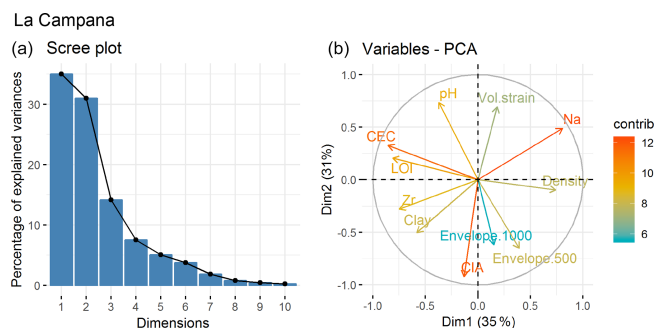 La Campana
(a) Scree plot
Percentage of explained variances
30
20
10
0
1 2 3 4 5 6 7 8 9 10
Dimensions
(b) Variables - PCA
Dim2 (31%)
1.0
0.5
0.0
-0.5
-1.0
pH
Vol.strain
Na
CEC
LOI
Density
Zr
Clay
Envelope.1000
Envelope.500
CIA
-1.0 -0.5 0.0 0.5 1.0
Dim1 (35%)
contrib
12
10
8
6